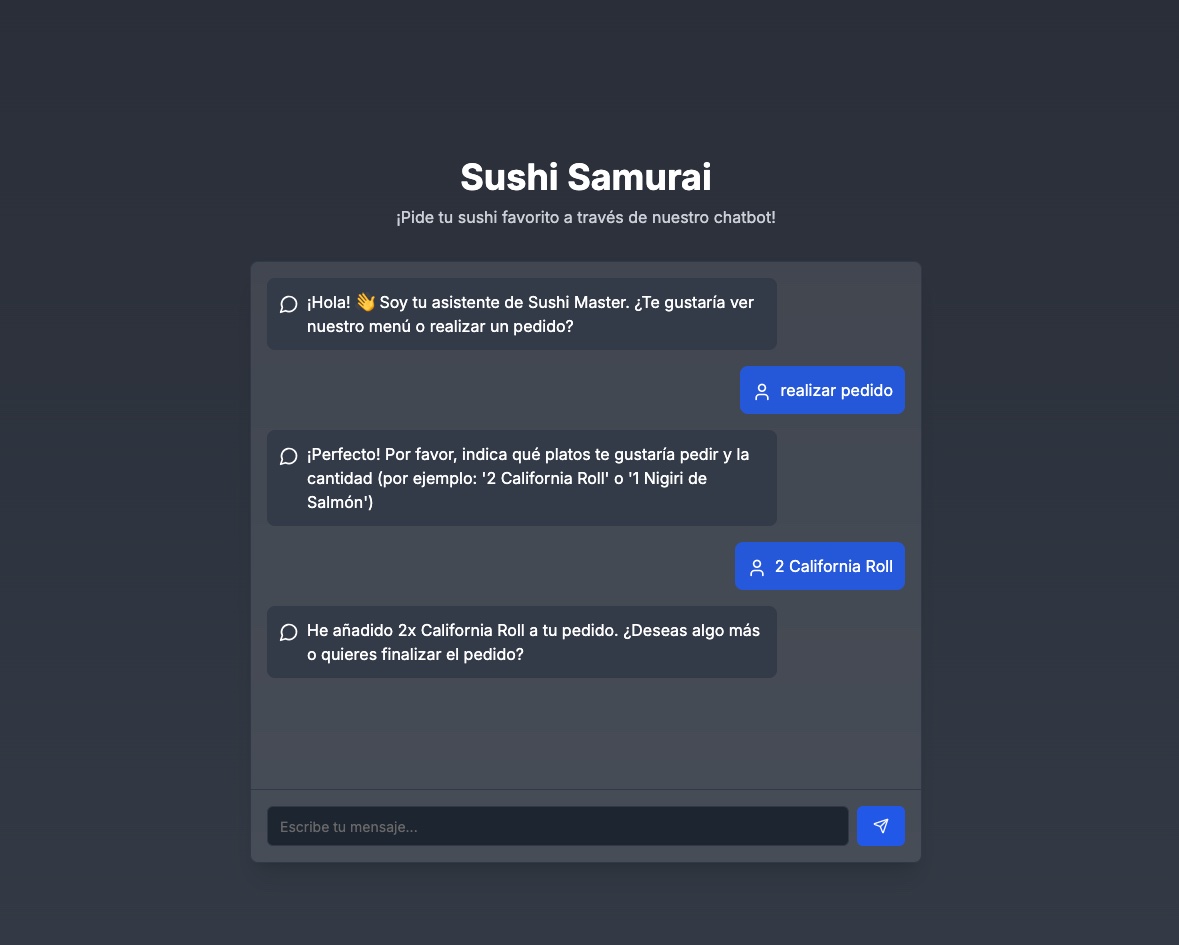 Sushi Samurai
¡Pide tu sushi favorito a través de nuestro chatbot!
¡Hola! 👋 Soy tu asistente de Sushi Master. ¿Te gustaría ver
nuestro menú o realizar un pedido?
realizar pedido
¡Perfecto! Por favor, indica qué platos te gustaría pedir y la
cantidad (por ejemplo: '2 California Roll' o '1 Nigiri de
Salmón')
2 California Roll
He añadido 2x California Roll a tu pedido. ¿Deseas algo más
o quieres finalizar el pedido?
Escribe tu mensaje...